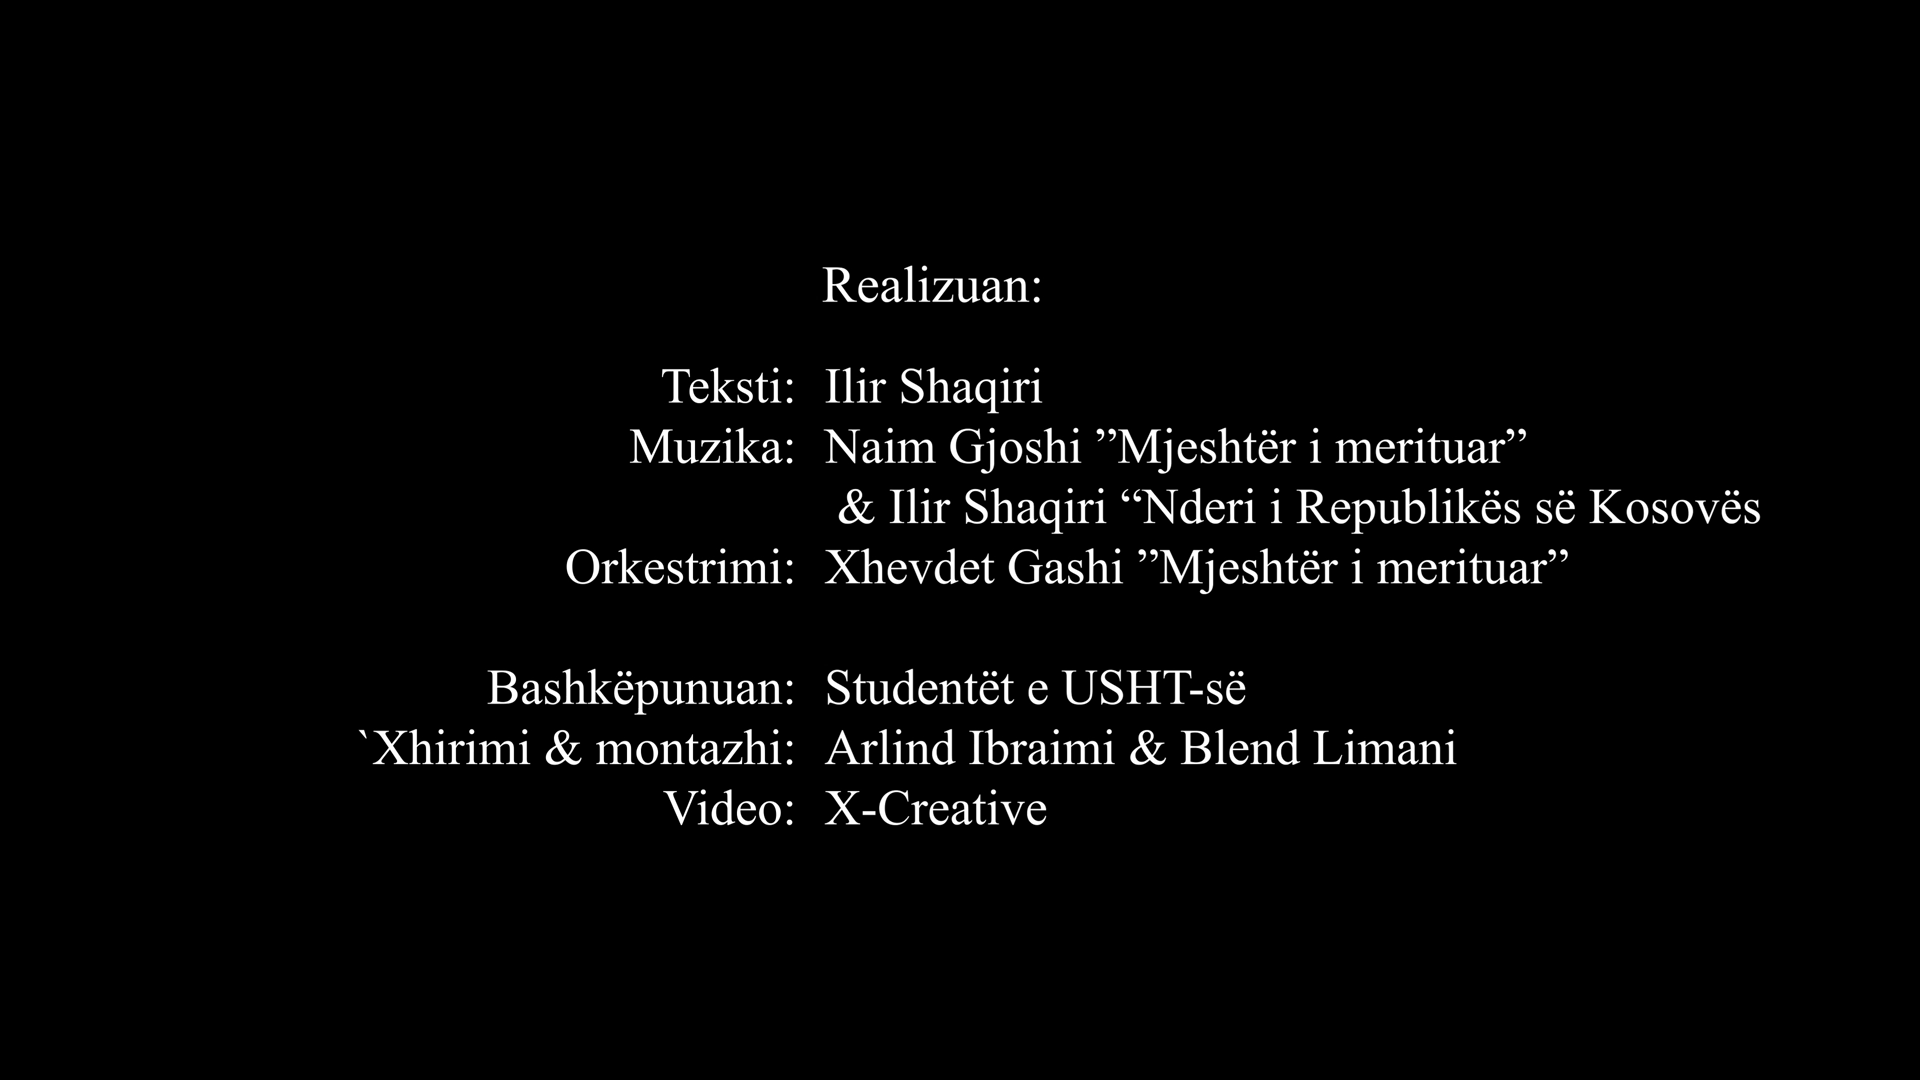 Realizuan:
Teksti: Ilir Shaqiri
Muzika: Naim Gjoshi ”Mjeshtër i merituar”
& Ilir Shaqiri “Nderi i Republikës së Kosovës
Orkestrimi: Xhevdet Gashi ”Mjeshtër i merituar”
Bashkëpunuan: Studentët e USHT-së
`Xhirimi & montazhi: Arlind Ibraimi & Blend Limani
Video: X-Creative